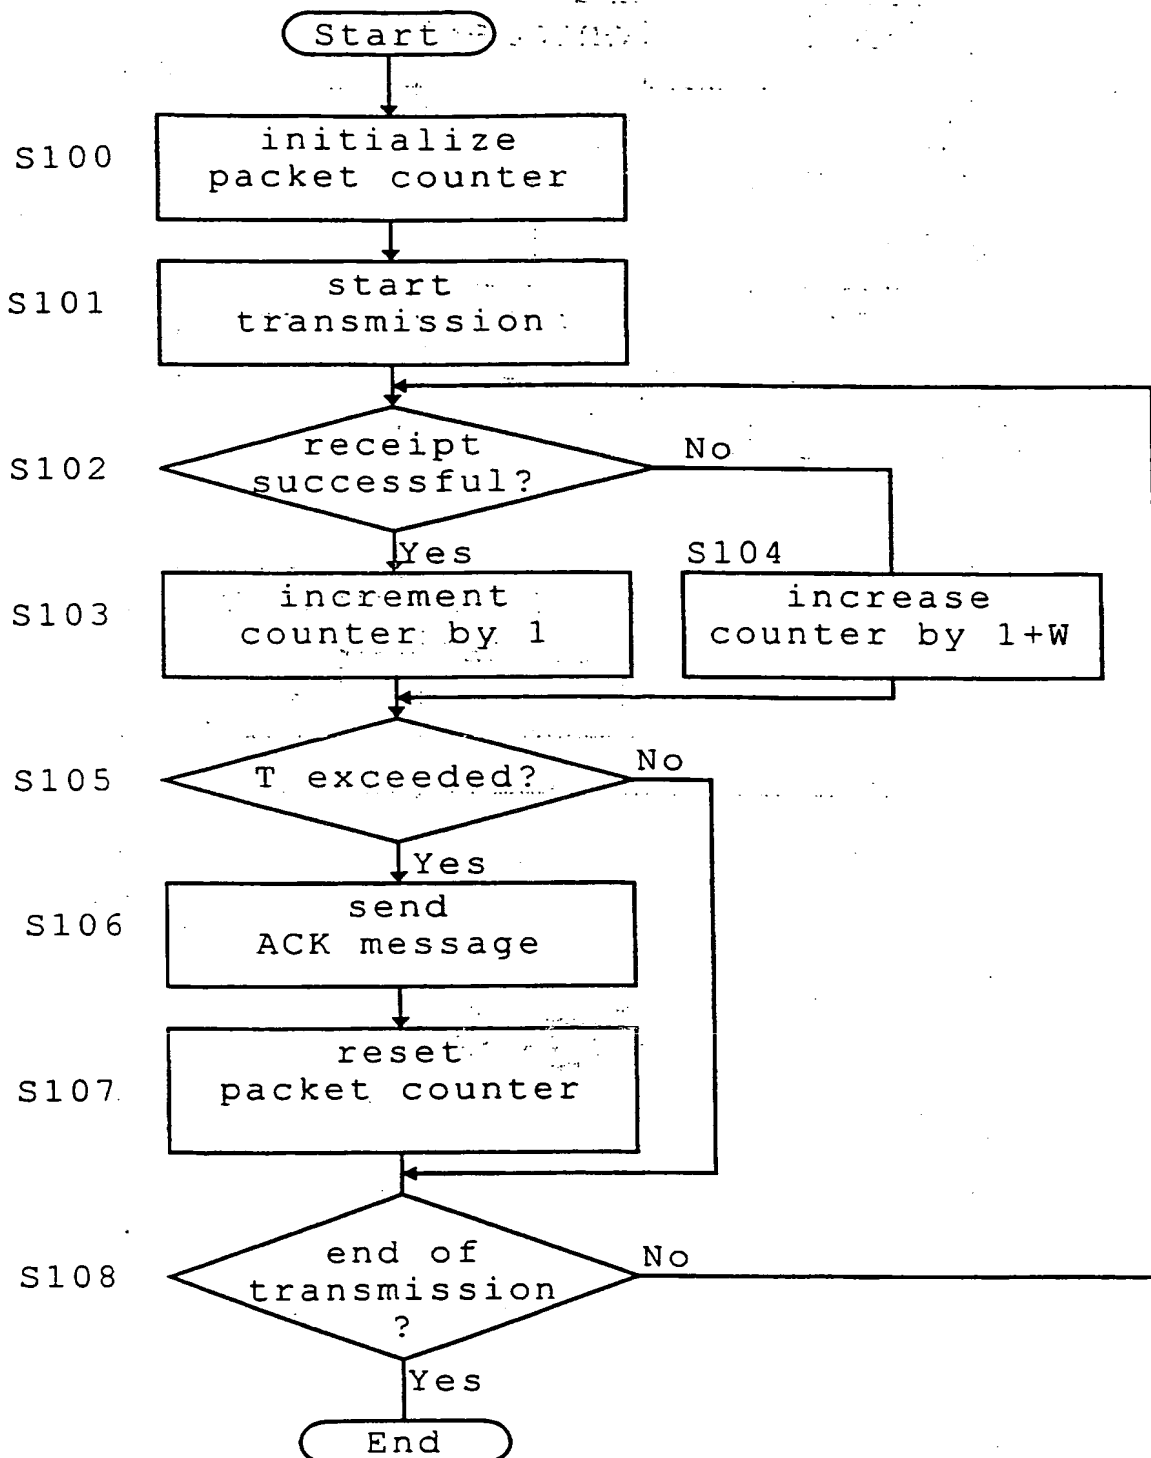 Start
S100
initialize
packet counter
S101
start
transmission
S102
receipt
successful?
No
Yes
S103
increment
counter by 1
S104
increase
counter by 1+W
S105
T exceeded?
No
Yes
S106
send
ACK message
S107
reset
packet counter
S108
end of
transmission
?
No
Yes
End